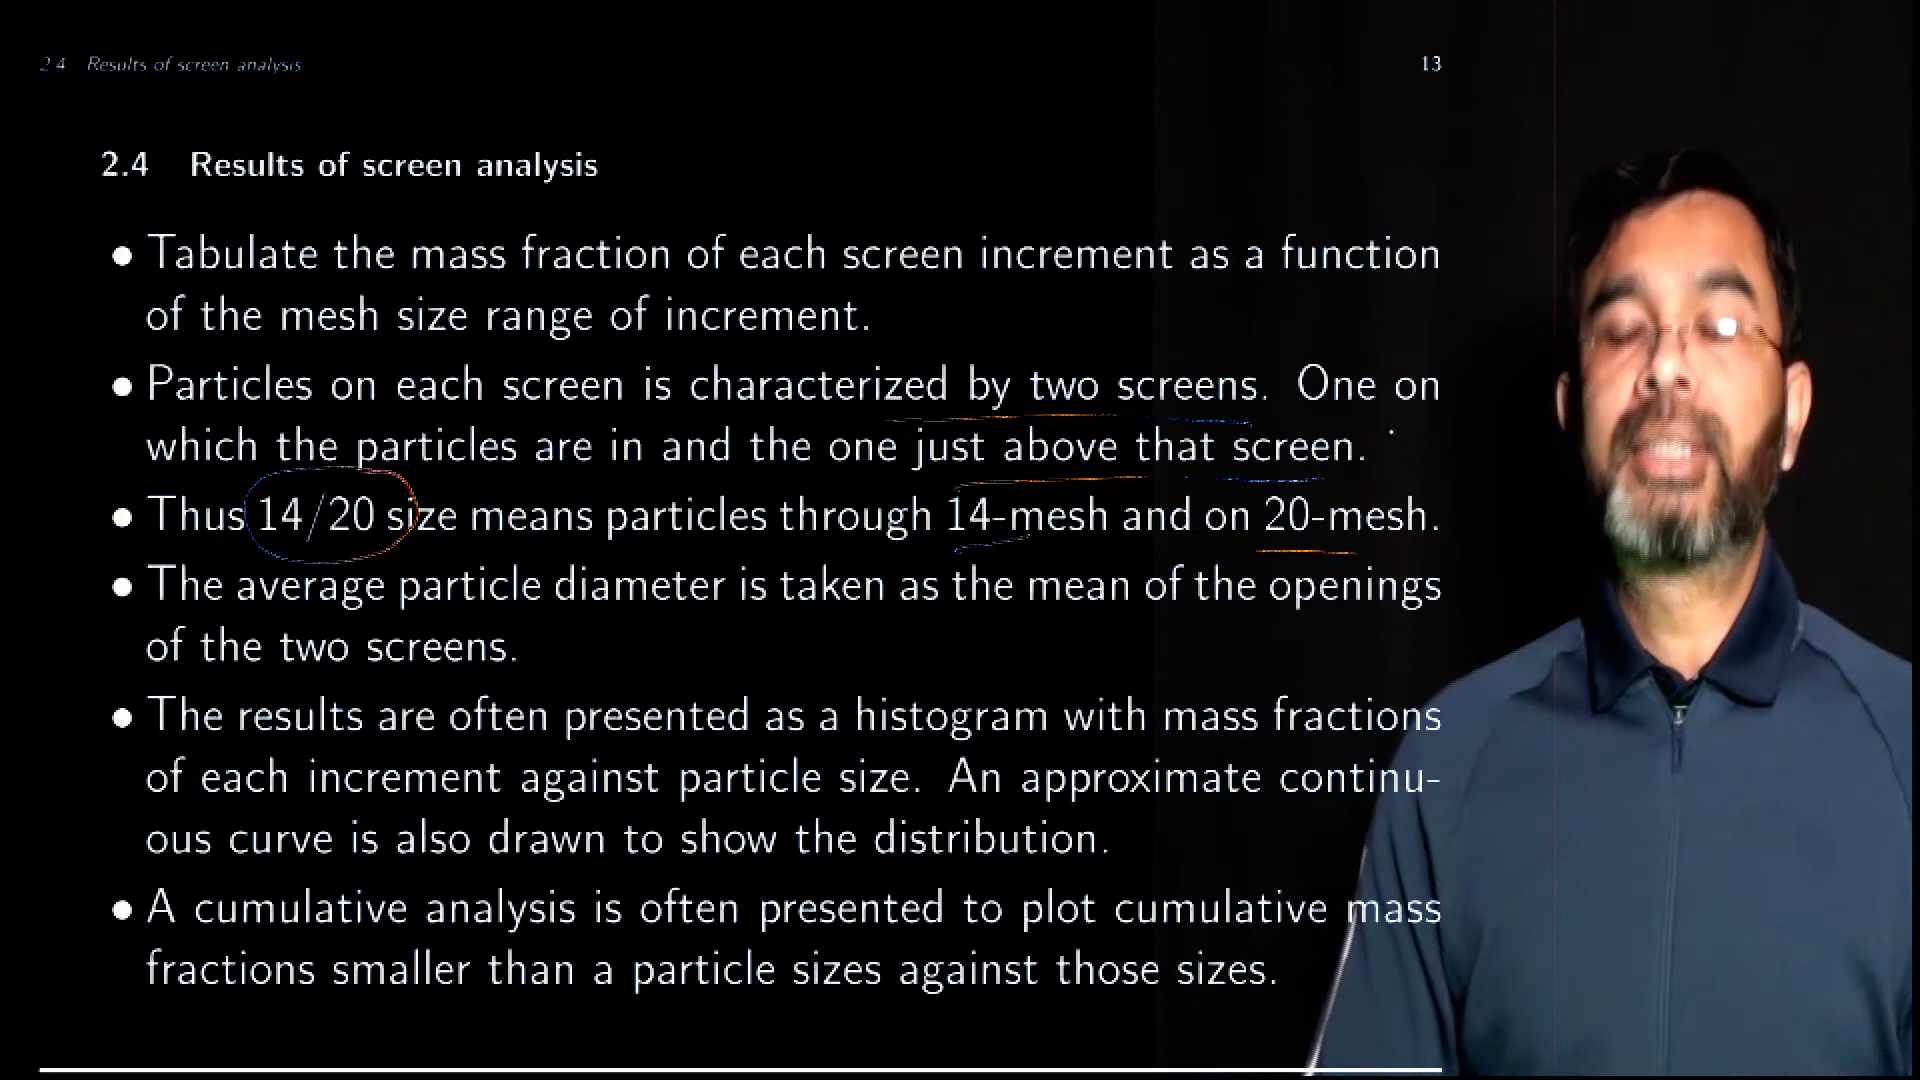 2.4 Results of screen analysis 13
2.4 Results of screen analysis
• Tabulate the mass fraction of each screen increment as a function
of the mesh size range of increment.
• Particles on each screen is characterized by two screens. One on
which the particles are in and the one just above that screen.
• Thus 14/20 size means particles through 14-mesh and on 20-mesh.
• The average particle diameter is taken as the mean of the openings
of the two screens.
• The results are often presented as a histogram with mass fractions
of each increment against particle size. An approximate continu-
ous curve is also drawn to show the distribution.
• A cumulative analysis is often presented to plot cumulative mass
fractions smaller than a particle sizes against those sizes.